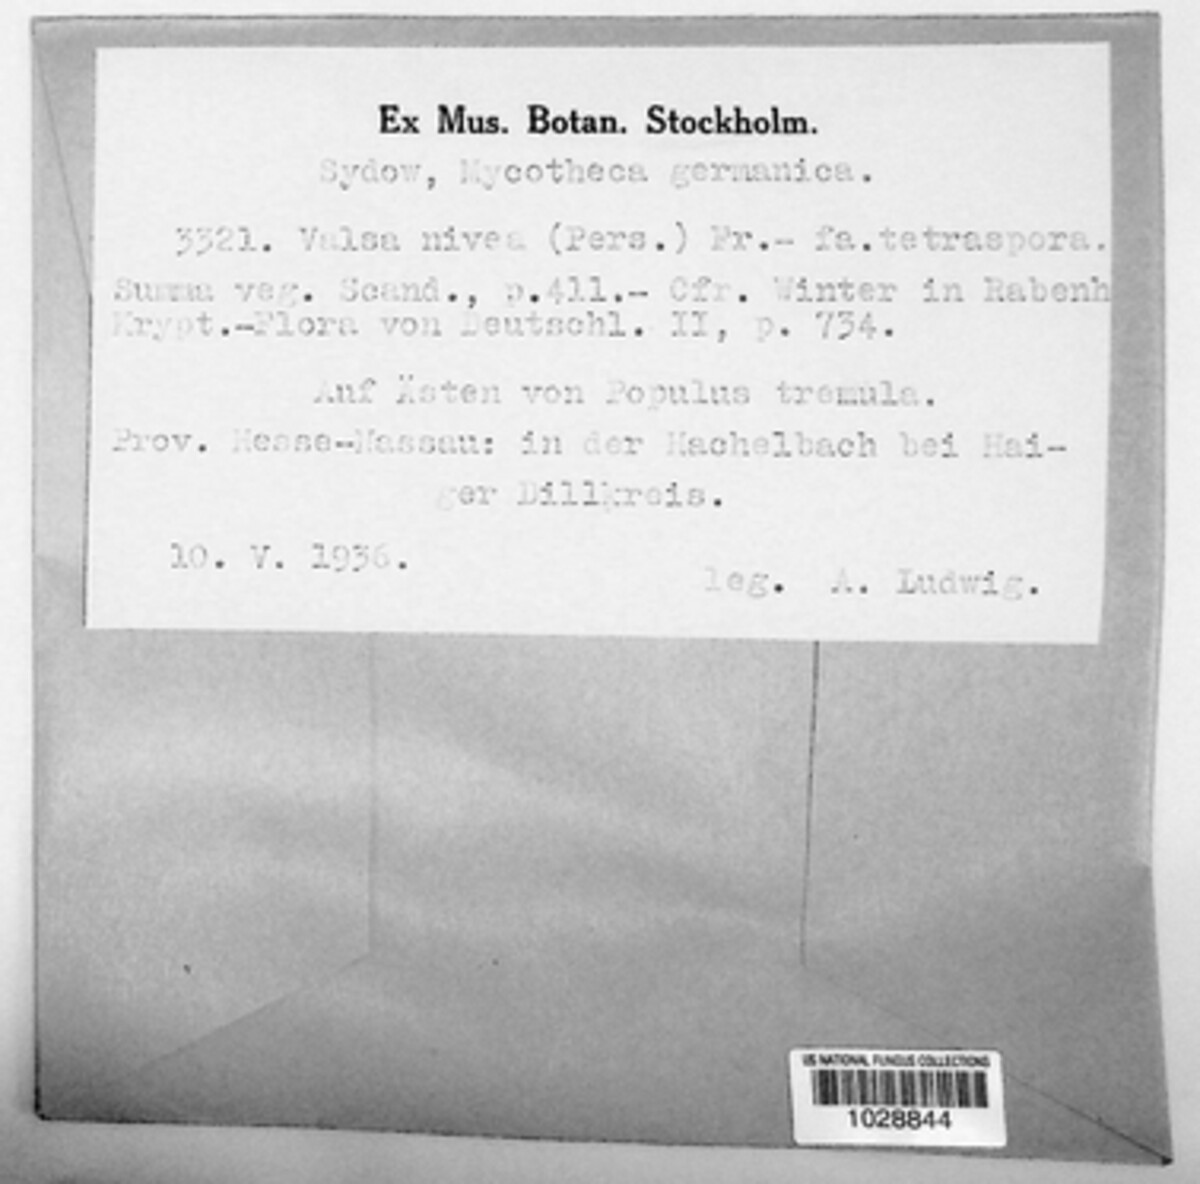 Ex Mus. Botan. Stockholm.
Sydow, Mycotheca germanica.
3321. Valsa nivea (Pers.) Fr.- fa.tetraspora.
Summa veg. Scand., p.411.- Cfr. Winter in Rabenh
Krypt.-Flora von Deutschl. II, p. 734.
Auf Ästen von Populus tremula.
Prov. Hesse-Nassau: in der Hachelbach bei Hai-
ger Dillkreis.
10. V. 1936.
leg. A. Ludwig.
US NATIONAL FUNGUS COLLECTIONS
1028844